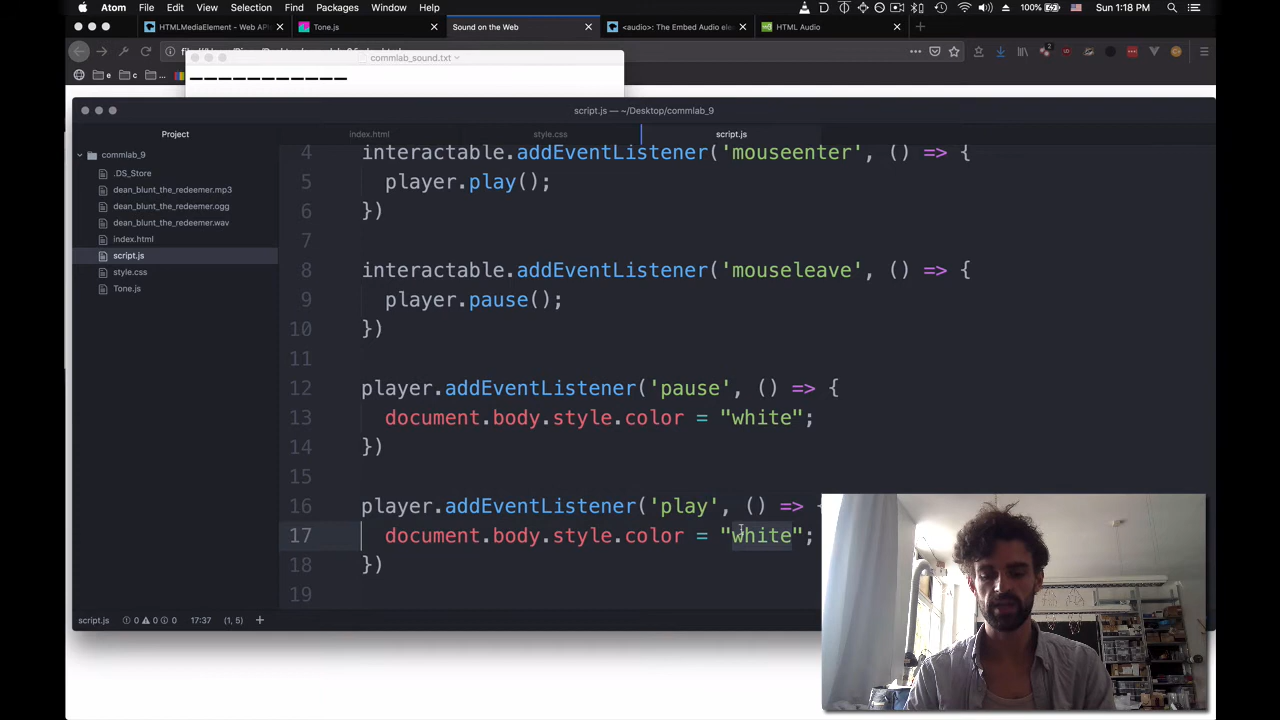 Atom File Edit View Selection Find Packages Window Help 100% Sun 1:18 PM
HTMLMediaElement - Web API Tone.js Sound on the Web <audio>: The Embed Audio ele HTML Audio
commlab_sound.txt
script.js — ~/Desktop/commlab_9
Project index.html style.css script.js
commlab_9
.DS_Store
dean_blunt_the_redeemer.mp3
dean_blunt_the_redeemer.ogg
dean_blunt_the_redeemer.wav
index.html
script.js
style.css
Tone.js
4 interactable.addEventListener('mouseenter', () => {
5 player.play();
6 })
7
8 interactable.addEventListener('mouseleave', () => {
9 player.pause();
10 })
11
12 player.addEventListener('pause', () => {
13 document.body.style.color = "white";
14 })
15
16 player.addEventListener('play', () => {
17 document.body.style.color = "white";
18 })
19
script.js 0 0 0 17:37 (1, 5)